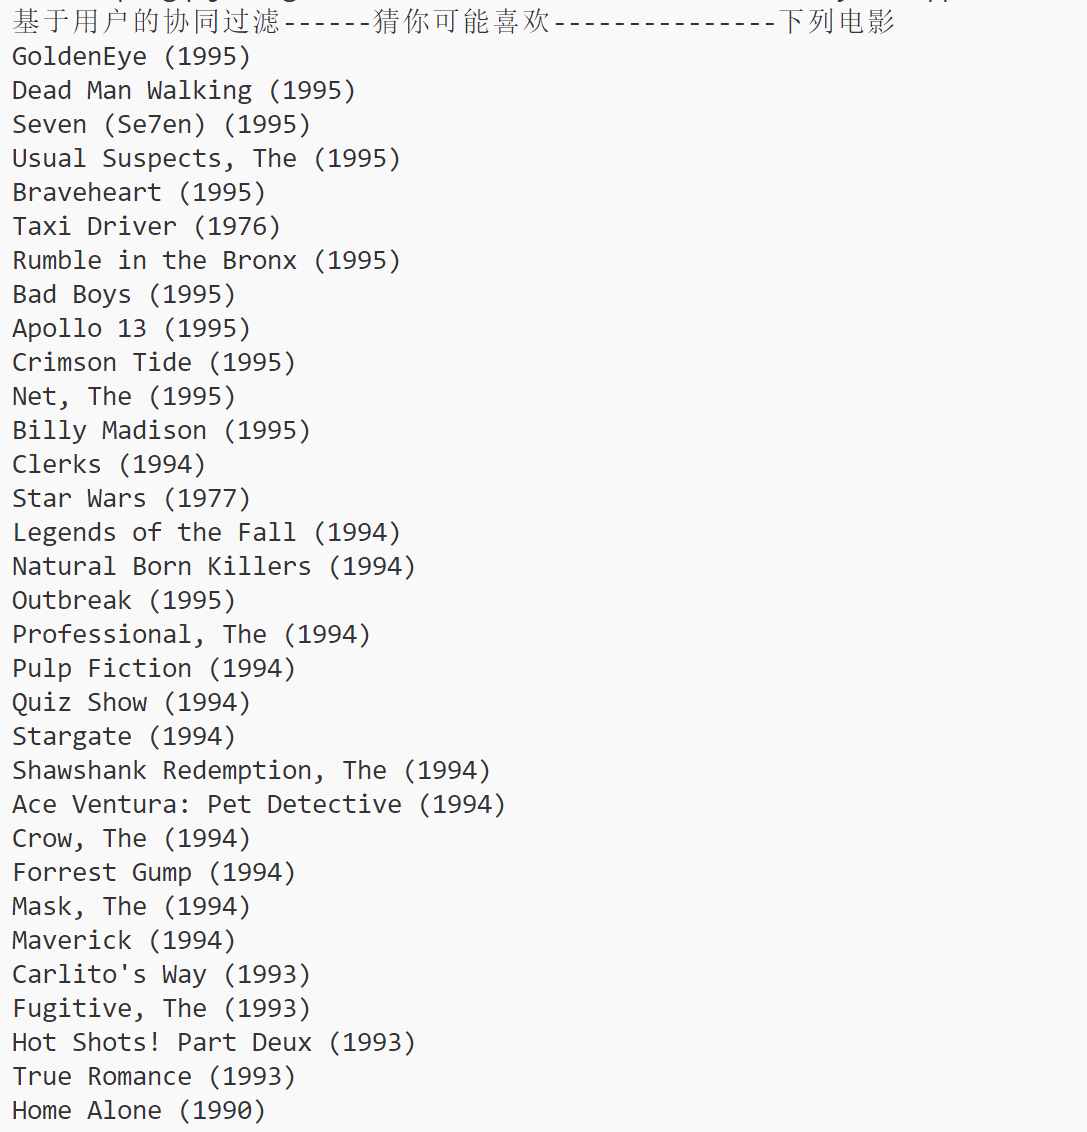 基于用户的协同过滤------猜你可能喜欢---------------下列电影
GoldenEye (1995)
Dead Man Walking (1995)
Seven (Se7en) (1995)
Usual Suspects, The (1995)
Braveheart (1995)
Taxi Driver (1976)
Rumble in the Bronx (1995)
Bad Boys (1995)
Apollo 13 (1995)
Crimson Tide (1995)
Net, The (1995)
Billy Madison (1995)
Clerks (1994)
Star Wars (1977)
Legends of the Fall (1994)
Natural Born Killers (1994)
Outbreak (1995)
Professional, The (1994)
Pulp Fiction (1994)
Quiz Show (1994)
Stargate (1994)
Shawshank Redemption, The (1994)
Ace Ventura: Pet Detective (1994)
Crow, The (1994)
Forrest Gump (1994)
Mask, The (1994)
Maverick (1994)
Carlito's Way (1993)
Fugitive, The (1993)
Hot Shots! Part Deux (1993)
True Romance (1993)
Home Alone (1990)